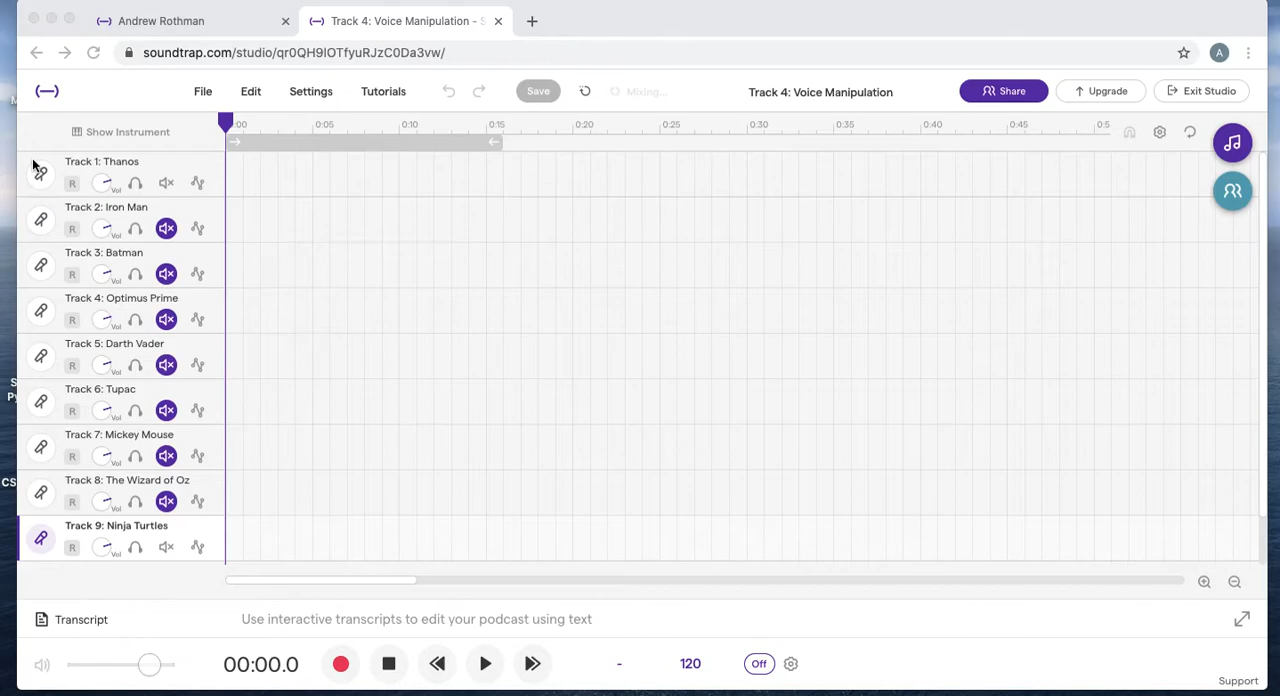 Andrew Rothman
Track 4: Voice Manipulation - S
soundtrap.com/studio/qr0QH9IOTfyuRJzC0Da3vw/
A
File Edit Settings Tutorials Save Mixing... Track 4: Voice Manipulation Share Upgrade Exit Studio
Show Instrument
:00 0:05 0:10 0:15 0:20 0:25 0:30 0:35 0:40 0:45 0:5
Track 1: Thanos
R Vol
Track 2: Iron Man
R Vol
Track 3: Batman
R Vol
Track 4: Optimus Prime
R Vol
Track 5: Darth Vader
R Vol
Track 6: Tupac
R Vol
Track 7: Mickey Mouse
R Vol
Track 8: The Wizard of Oz
R Vol
Track 9: Ninja Turtles
R Vol
Transcript Use interactive transcripts to edit your podcast using text
00:00.0 - 120 Off
Support
S
Py
CS